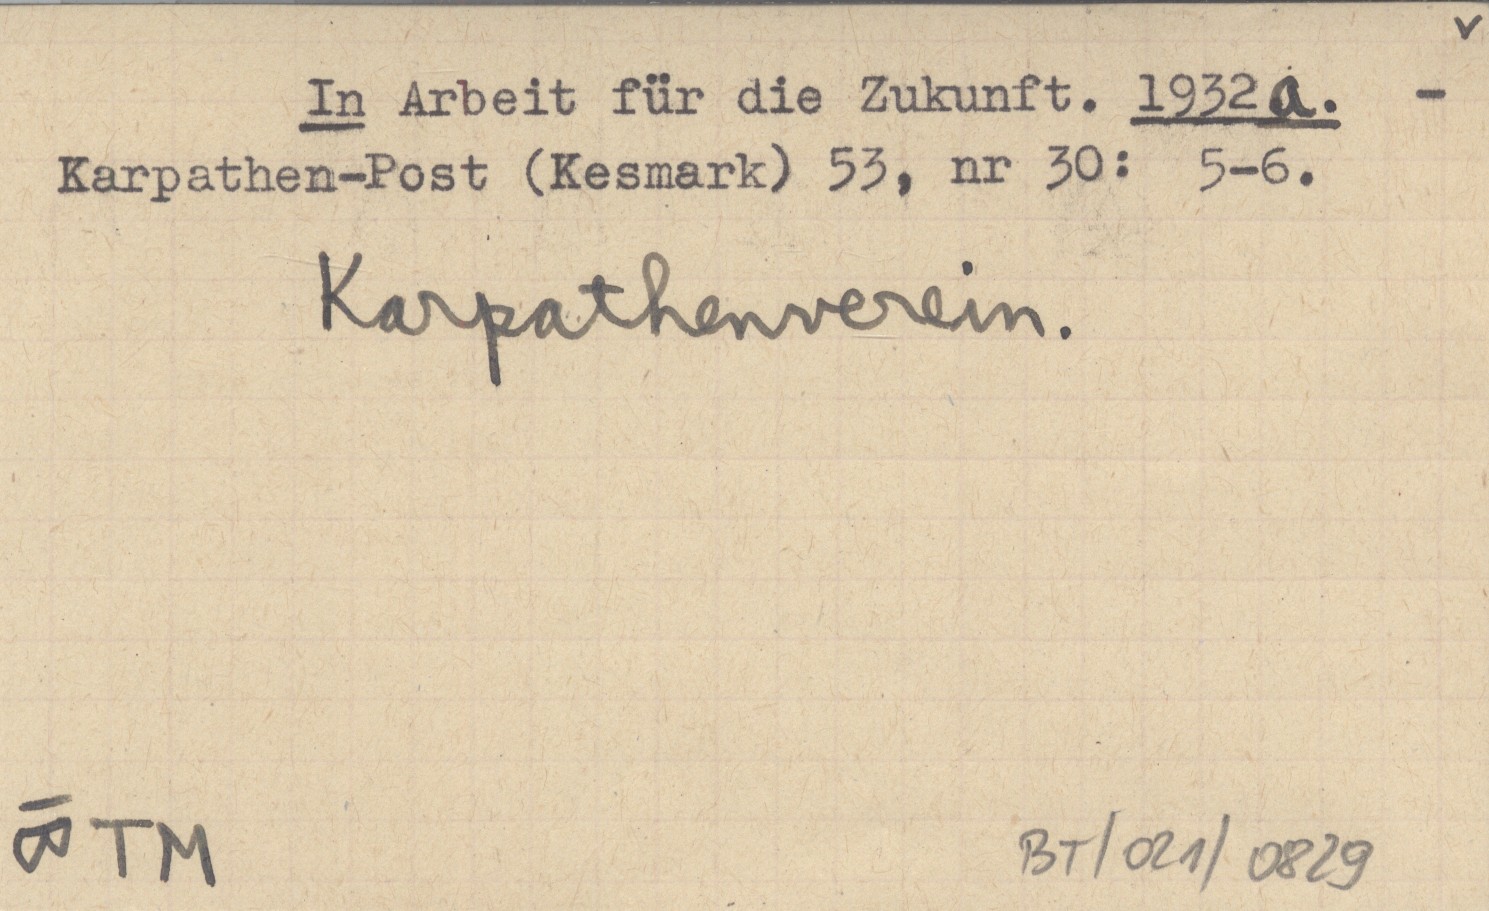 v
In Arbeit für die Zukunft. 1932a. -
Karpathen-Post (Kesmark) 53, nr 30: 5-6.
Karpathenverein.
B TM
BT/021/0829